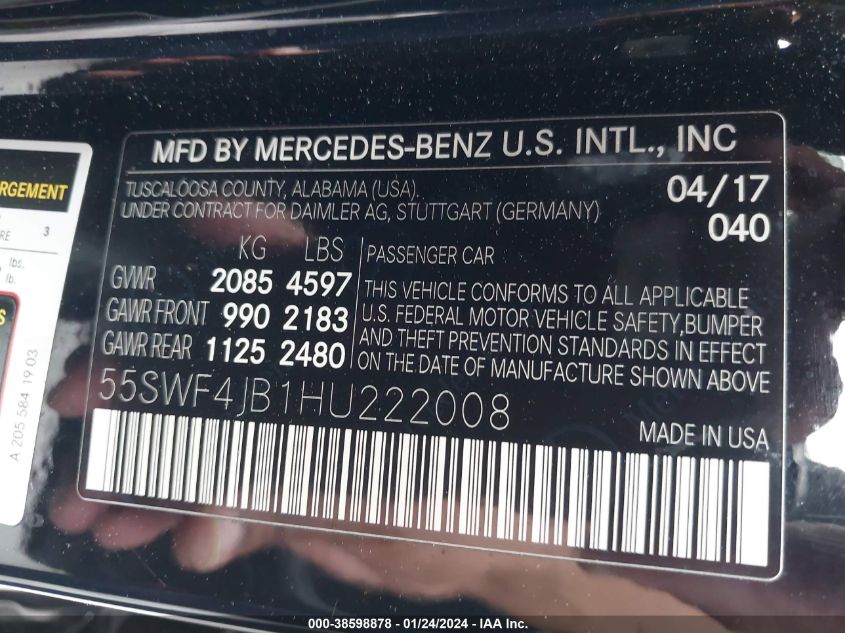 MFD BY MERCEDES-BENZ U.S. INTL., INC
TUSCALOOSA COUNTY, ALABAMA (USA). 04/17
UNDER CONTRACT FOR DAIMLER AG, STUTTGART (GERMANY) 040
KG LBS
GVWR 2085 4597
GAWR FRONT 990 2183
GAWR REAR 1125 2480
PASSENGER CAR
THIS VEHICLE CONFORMS TO ALL APPLICABLE
U.S. FEDERAL MOTOR VEHICLE SAFETY,BUMPER
AND THEFT PREVENTION STANDARDS IN EFFECT
ON THE DATE OF MANUFACTURE SHOWN ABOVE
55SWF4JB1HU222008
MADE IN USA
3
lbs.
lb.
A 205 584 19 03
000-38598878 - 01/24/2024 - IAA Inc.